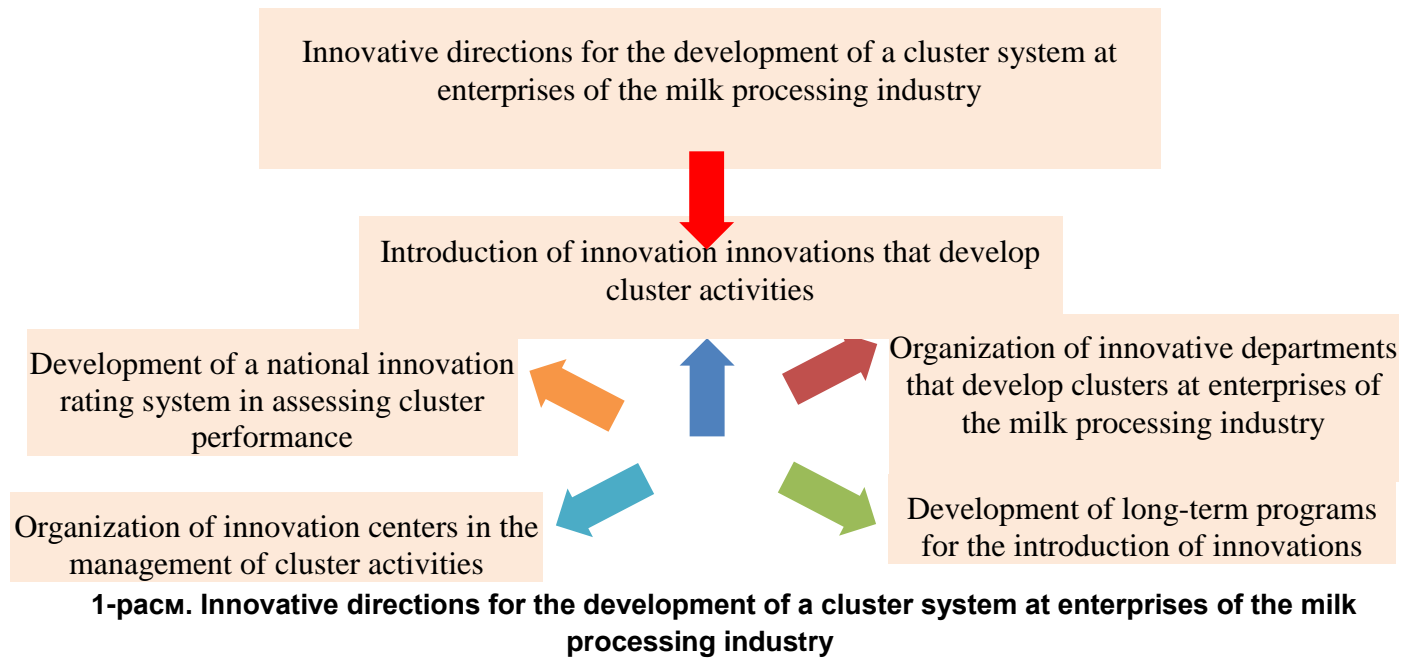 Innovative directions for the development of a cluster system at
enterprises of the milk processing industry
Introduction of innovation innovations that develop
cluster activities
Development of a national innovation
rating system in assessing cluster
performance
Organization of innovative departments
that develop clusters at enterprises of
the milk processing industry
Organization of innovation centers in the
management of cluster activities
Development of long-term programs
for the introduction of innovations
1-расм. Innovative directions for the development of a cluster system at enterprises of the milk
processing industry